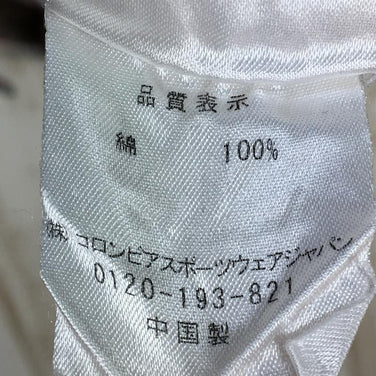 品質表示
綿 100%
(株)コロンビアスポーツウェアジャパン
0120-193-821
中国製